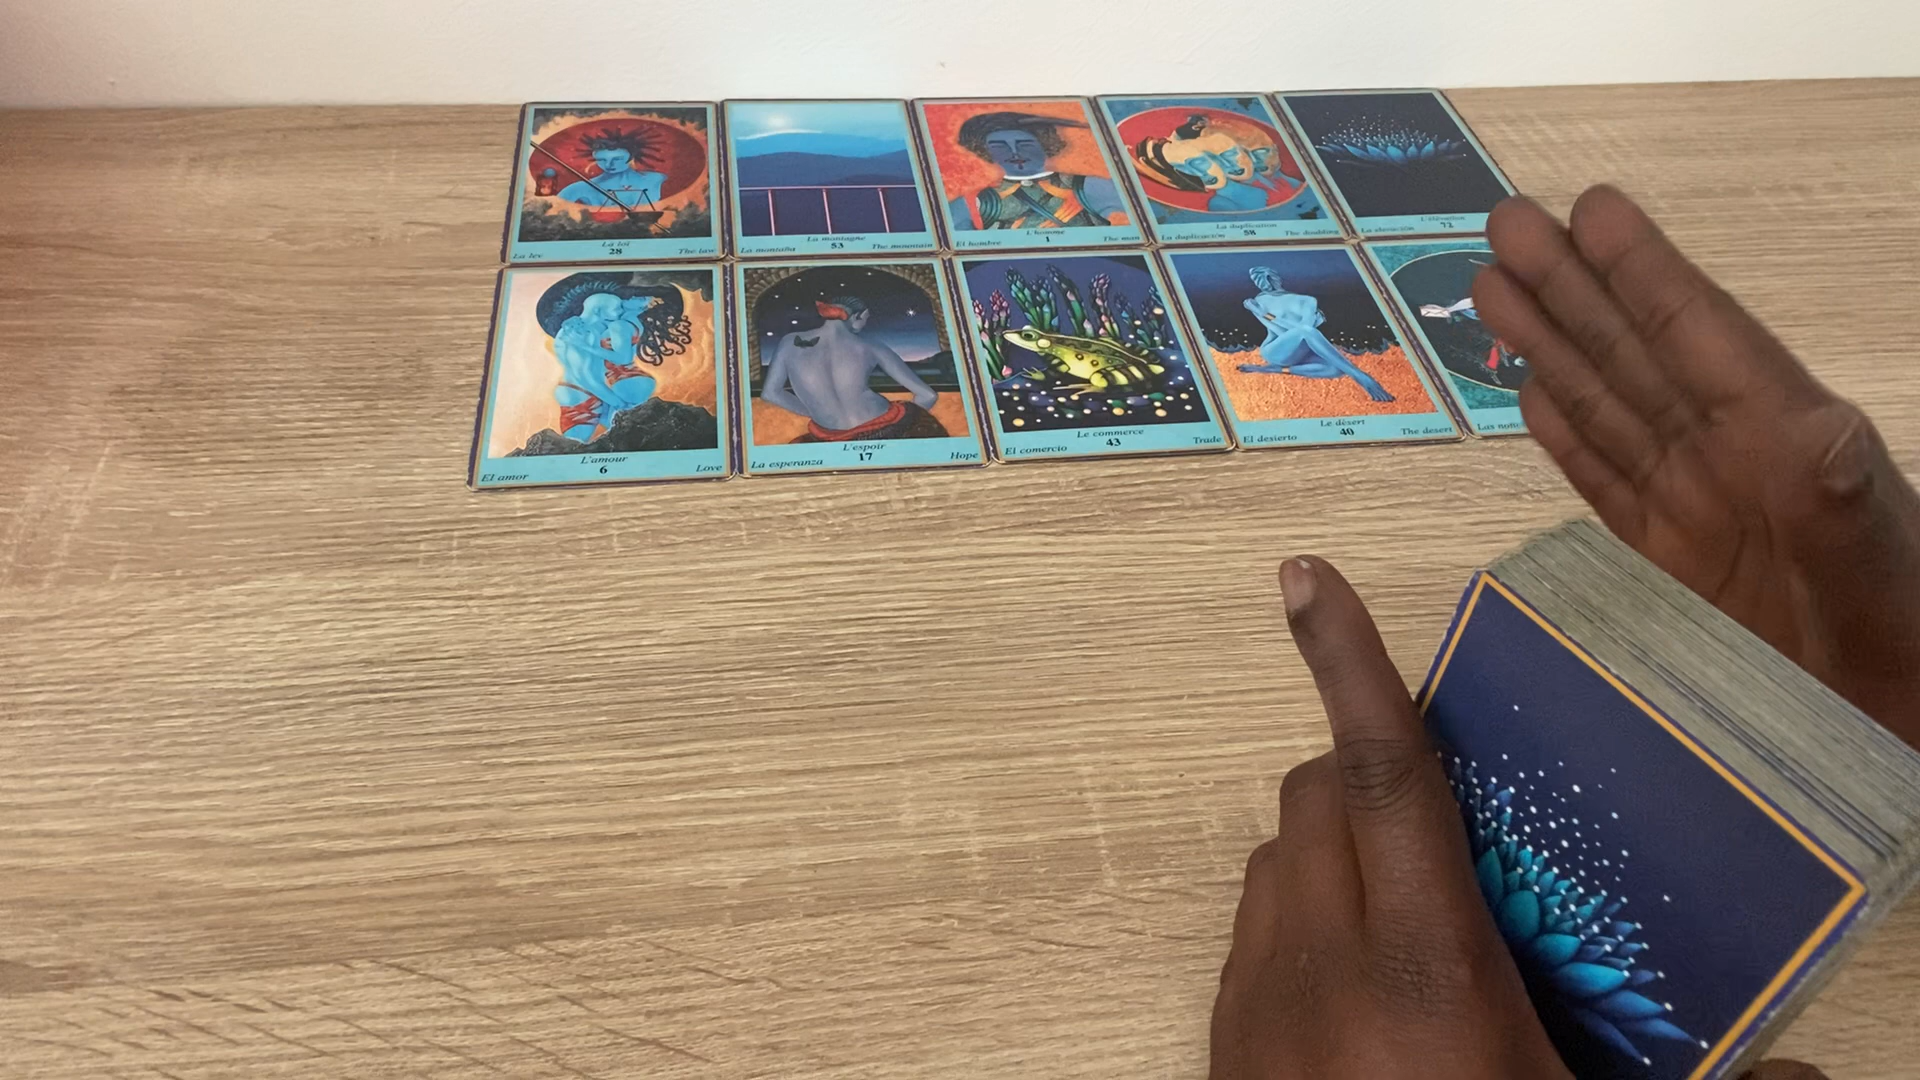 La loi
La ley 28 The law
La montagne
La montaña 53 The mountain
L'homme
El hombre 1 The man
La duplication
La duplicación 58 The doubling
L'élévation
La elevación 72
L'amour
El amor 6 Love
L'espoir
La esperanza 17 Hope
Le commerce
El comercio 43 Trade
Le désert
El desierto 40 The desert
Las